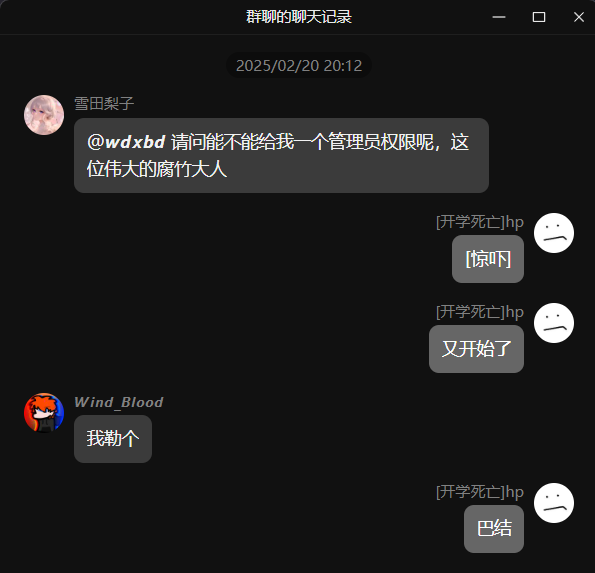 群聊的聊天记录
2025/02/20 20:12
雪田梨子
@wdxbd 请问能不能给我一个管理员权限呢，这
位伟大的腐竹大人
[开学死亡]hp
[惊吓]
[开学死亡]hp
又开始了
Wind_Blood
我勒个
[开学死亡]hp
巴结